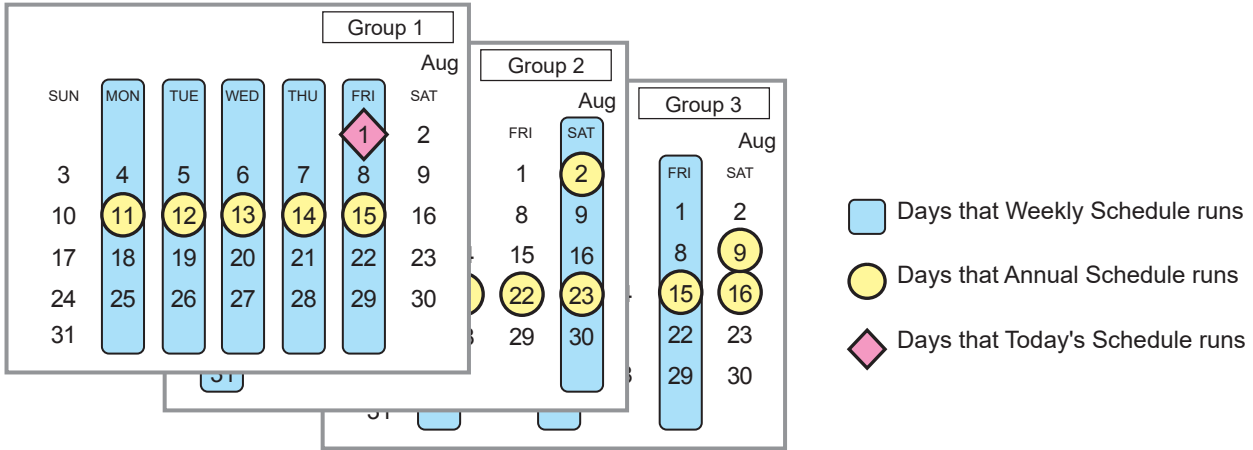 Group 1
Aug
SUN MON TUE WED THU FRI SAT
1 2
3 4 5 6 7 8 9
10 11 12 13 14 15 16
17 18 19 20 21 22 23
24 25 26 27 28 29 30
31
Group 2
Aug
FRI SAT
1 2
8 9
15 16
22 23
29 30
31
Group 3
Aug
FRI SAT
1 2
8 9
15 16
22 23
29 30
31
Days that Weekly Schedule runs
Days that Annual Schedule runs
Days that Today's Schedule runs